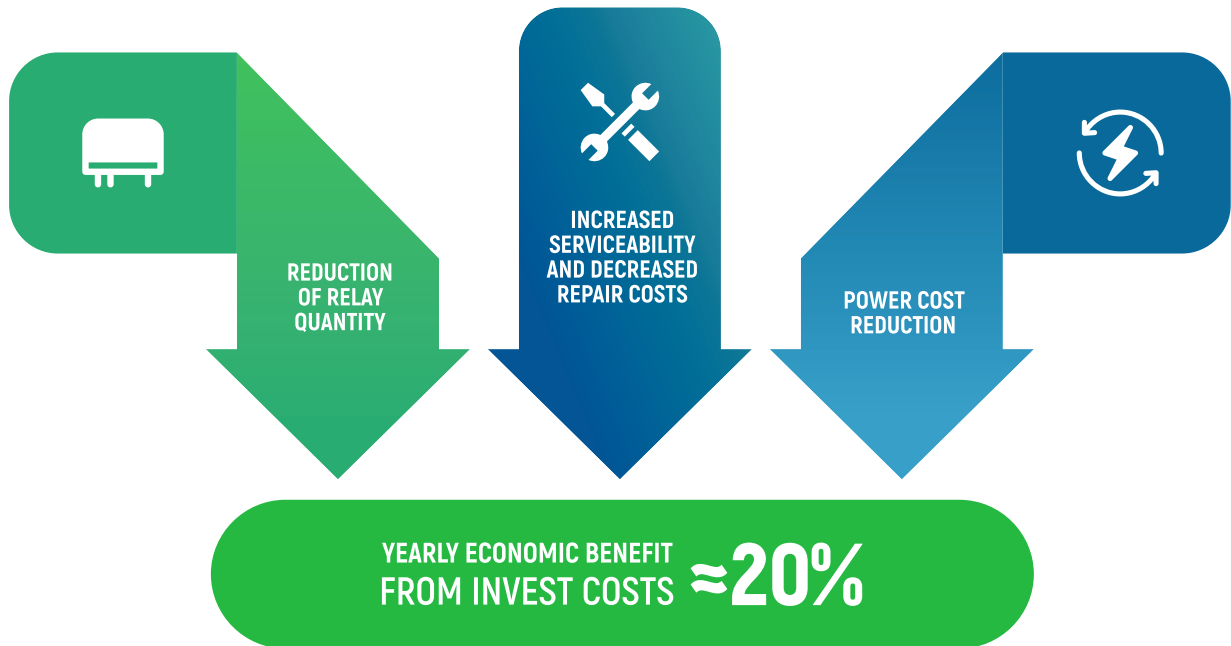 REDUCTION
OF RELAY
QUANTITY
INCREASED
SERVICEABILITY
AND DECREASED
REPAIR COSTS
POWER COST
REDUCTION
YEARLY ECONOMIC BENEFIT
FROM INVEST COSTS ≈20%